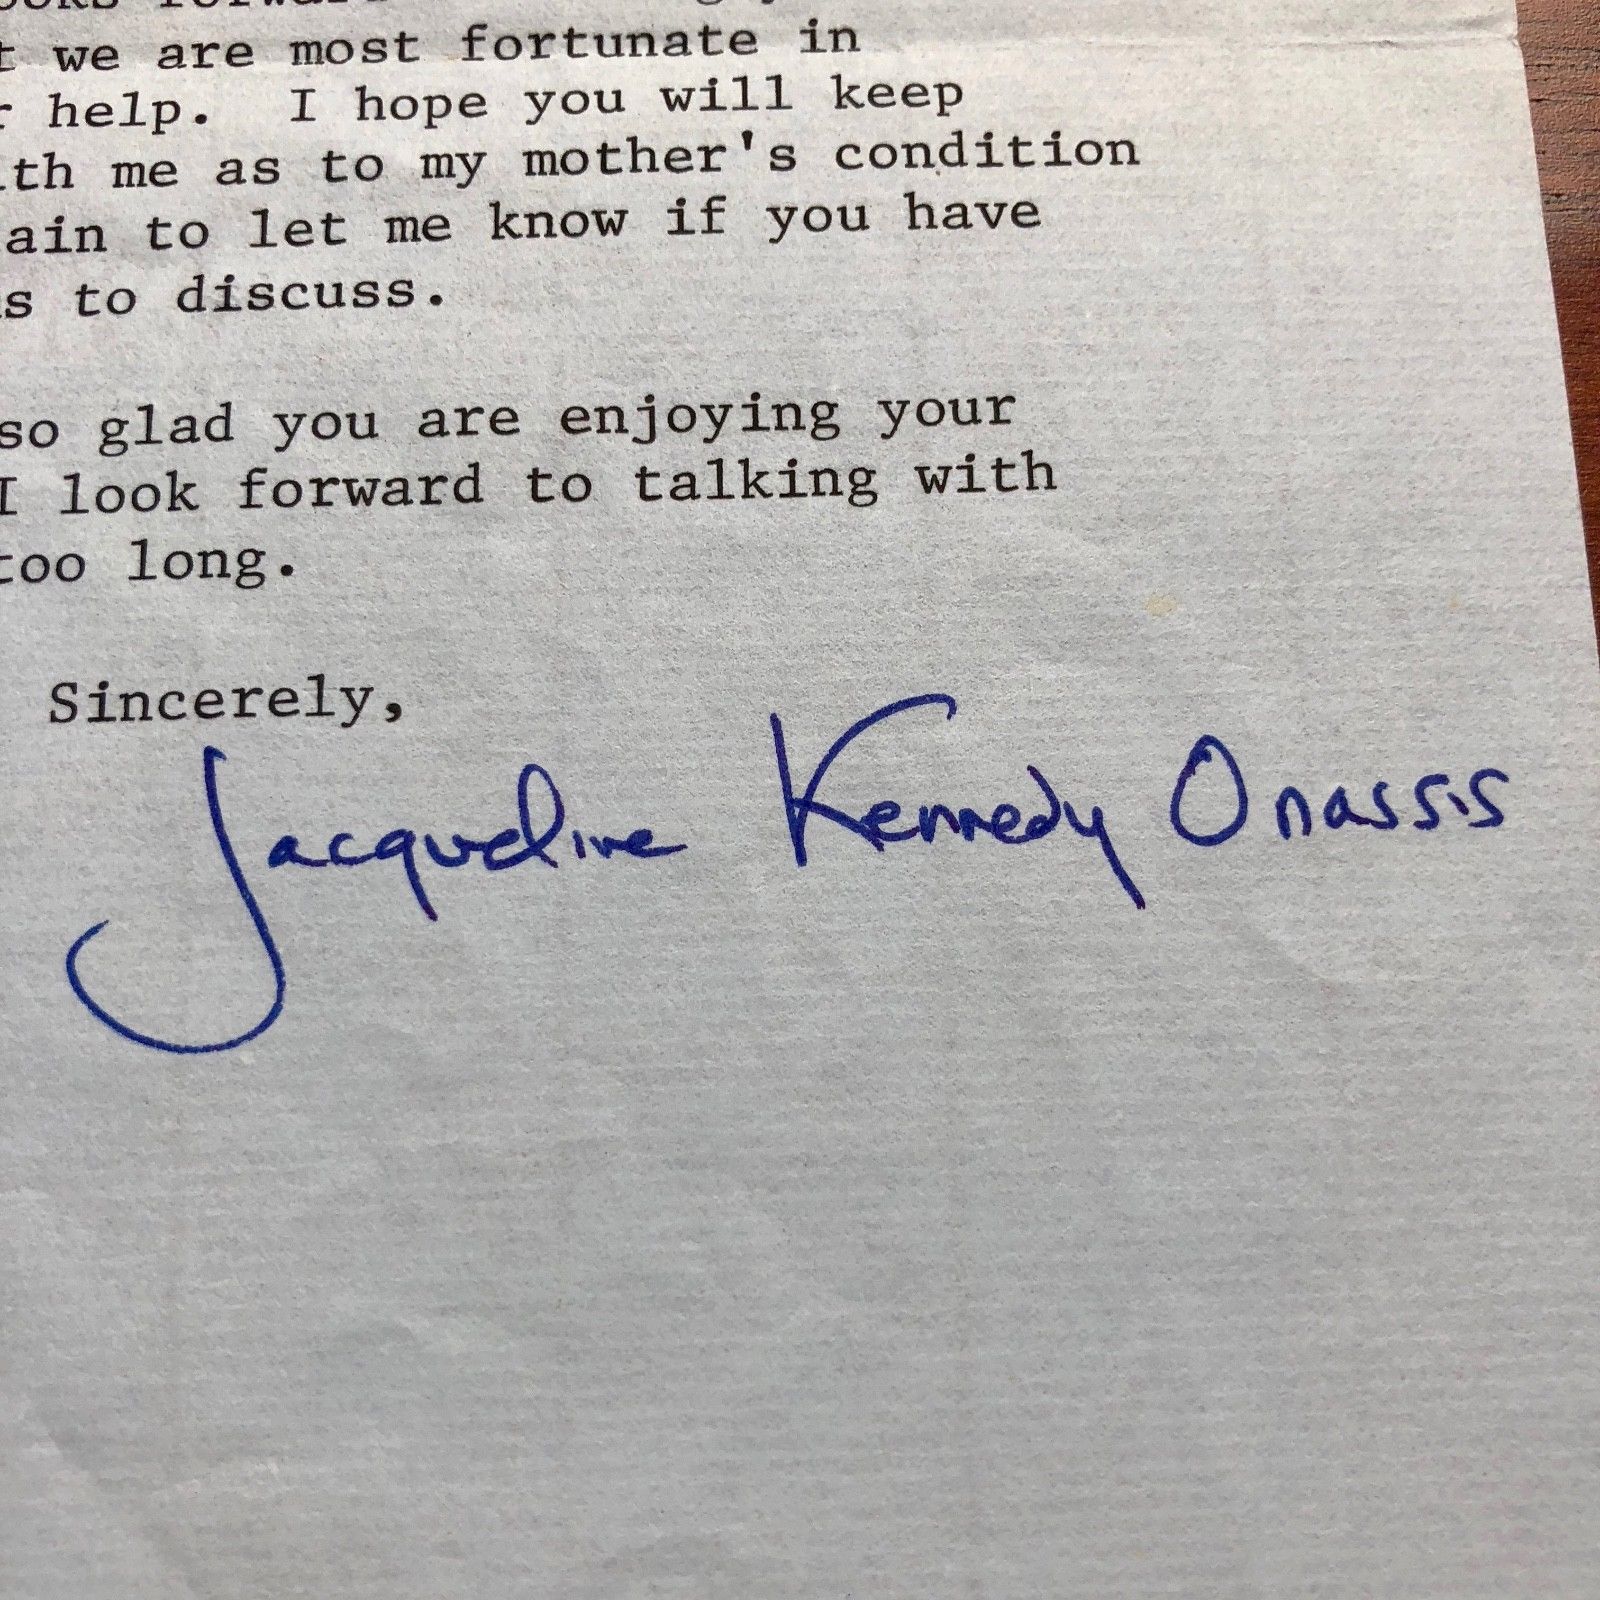 t we are most fortunate in
help. I hope you will keep
ith me as to my mother's condition
ain to let me know if you have
s to discuss.
so glad you are enjoying your
I look forward to talking with
too long.
Sincerely,
Jacqueline Kennedy Onassis